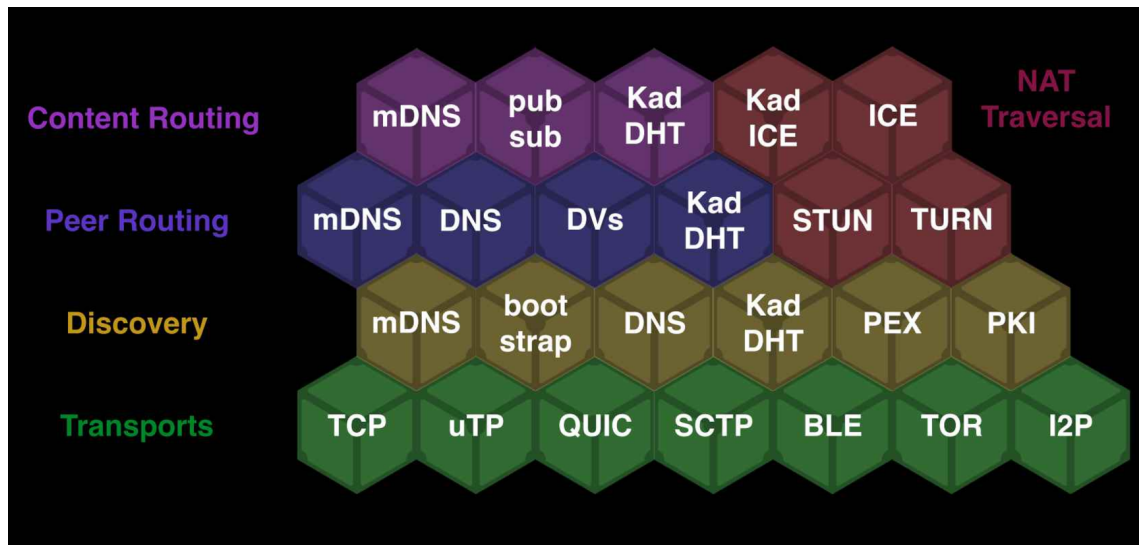 Content Routing
mDNS
pub
sub
Kad
DHT
Kad
ICE
ICE
NAT
Traversal
Peer Routing
mDNS
DNS
DVs
Kad
DHT
STUN
TURN
Discovery
mDNS
boot
strap
DNS
Kad
DHT
PEX
PKI
Transports
TCP
uTP
QUIC
SCTP
BLE
TOR
I2P